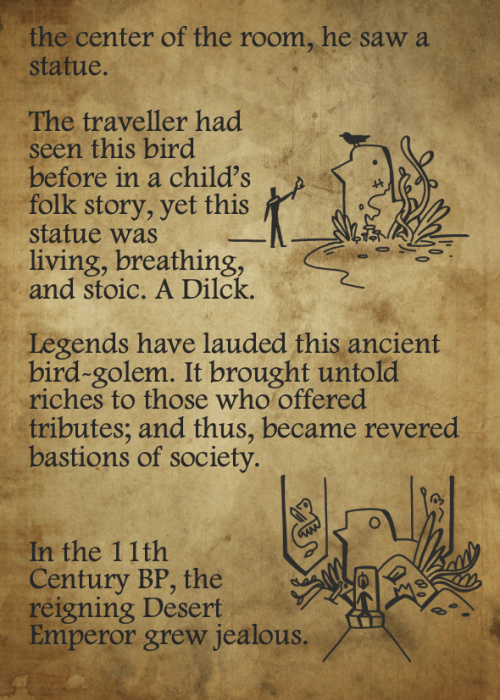 the center of the room, he saw a
statue.
The traveller had
seen this bird
before in a child's
folk story, yet this
statue was
living, breathing,
and stoic. A Dilck.
Legends have lauded this ancient
bird-golem. It brought untold
riches to those who offered
tributes; and thus, became revered
bastions of society.
In the 11th
Century BP, the
reigning Desert
Emperor grew jealous.